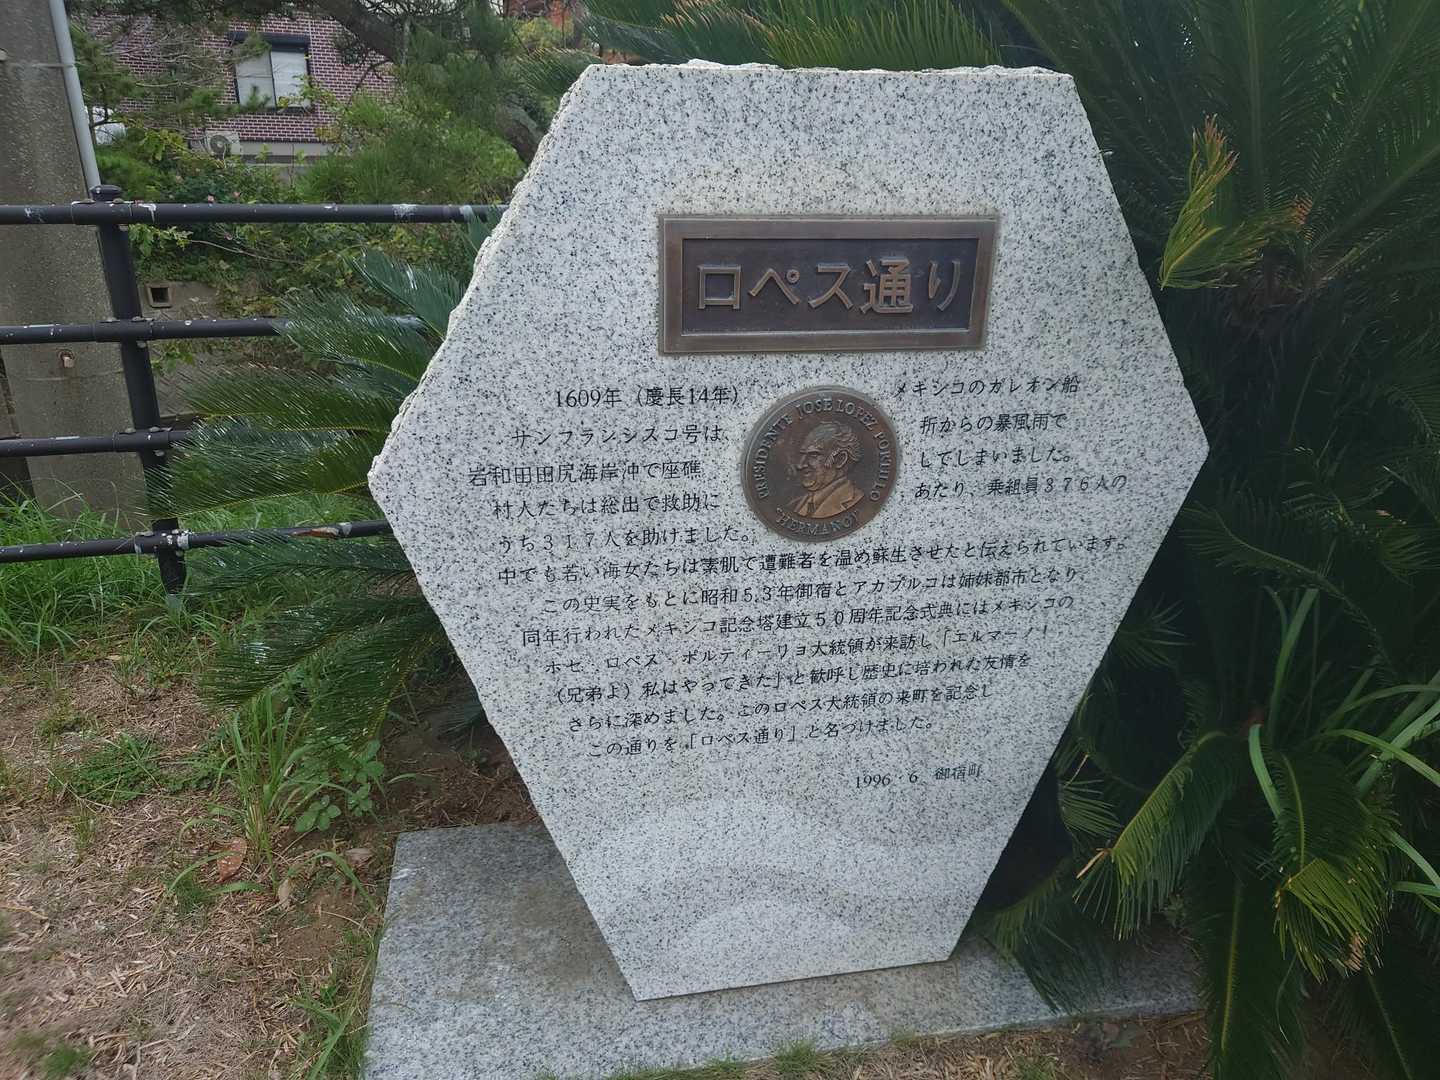 ロペス通り
1609年（慶長14年） メキシコのガレオン船
サンフランシスコ号は、 所からの暴風雨で
岩和田田尻海岸沖で座礁 してしまいました。
村人たちは総出で救助に あたり、乗組員３７６人の
うち３１７人を助けました。
PRESIDENTE JOSE LOPEZ PORTILLO
"HERMANO!"
中でも若い海女たちは素肌で遭難者を温め蘇生させたと伝えられています。
この史実をもとに昭和５３年御宿とアカプルコは姉妹都市となり、
同年行われたメキシコ記念塔建立５０周年記念式典にはメキシコの
ホセ・ロペス・ポルティーリョ大統領が来訪し「エルマーノ！
（兄弟よ）私はやってきた」と歓呼し歴史に培われた友情を
さらに深めました。このロペス大統領の来町を記念し
この通りを「ロペス通り」と名づけました。
1996・6 御宿町